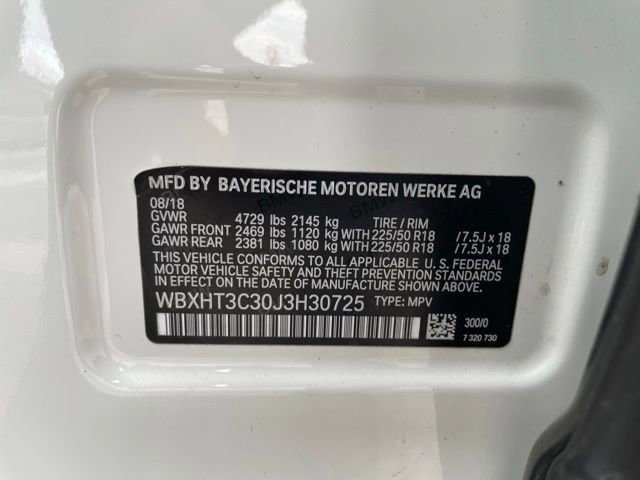 MFD BY BAYERISCHE MOTOREN WERKE AG
08/18
GVWR 4729 lbs 2145 kg TIRE / RIM
GAWR FRONT 2469 lbs 1120 kg WITH 225/50 R18 / 7.5J x 18
GAWR REAR 2381 lbs 1080 kg WITH 225/50 R18 / 7.5J x 18
THIS VEHICLE CONFORMS TO ALL APPLICABLE U. S. FEDERAL
MOTOR VEHICLE SAFETY, AND THEFT PREVENTION STANDARDS
IN EFFECT ON THE DATE OF MANUFACTURE SHOWN ABOVE.
WBXHT3C30J3H30725 TYPE: MPV
300/0
7 320 730